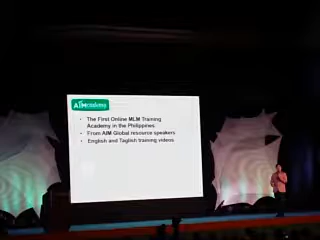 AIMcademy
• The First Online MLM Training
Academy in the Philippines.
• From AIM Global resource speakers
• English and Taglish training videos